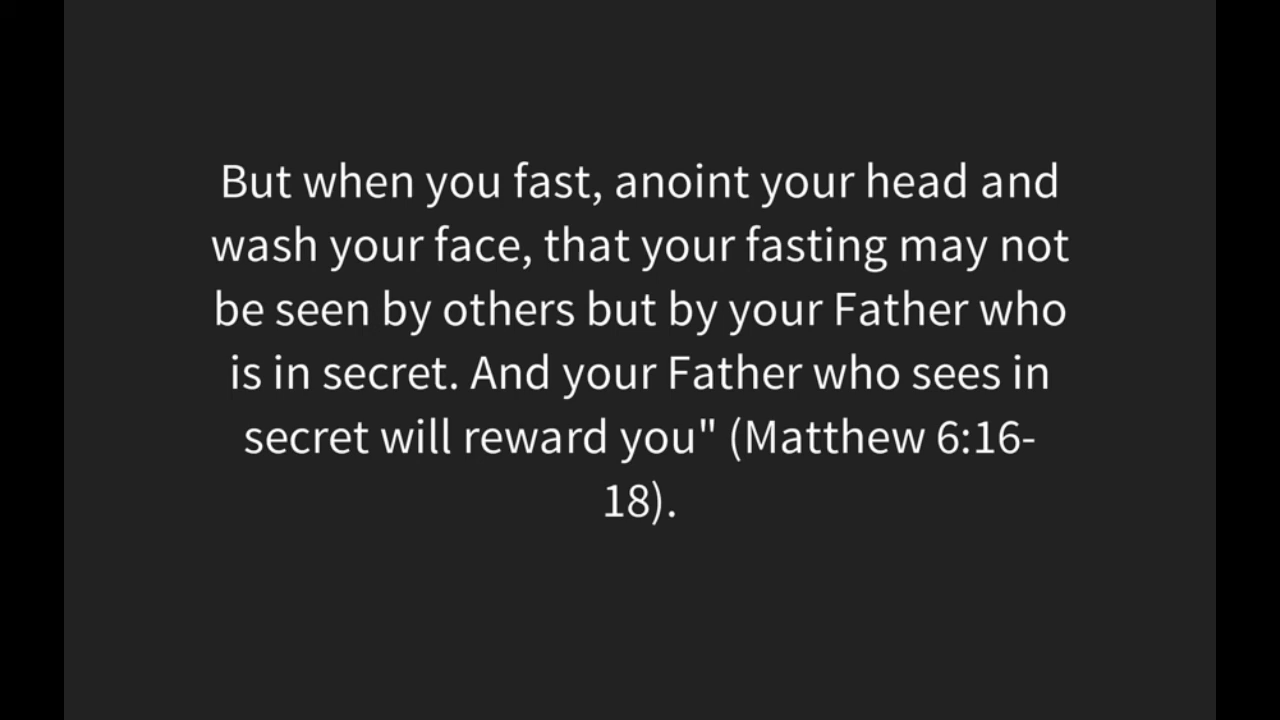 But when you fast, anoint your head and
wash your face, that your fasting may not
be seen by others but by your Father who
is in secret. And your Father who sees in
secret will reward you" (Matthew 6:16-
18).